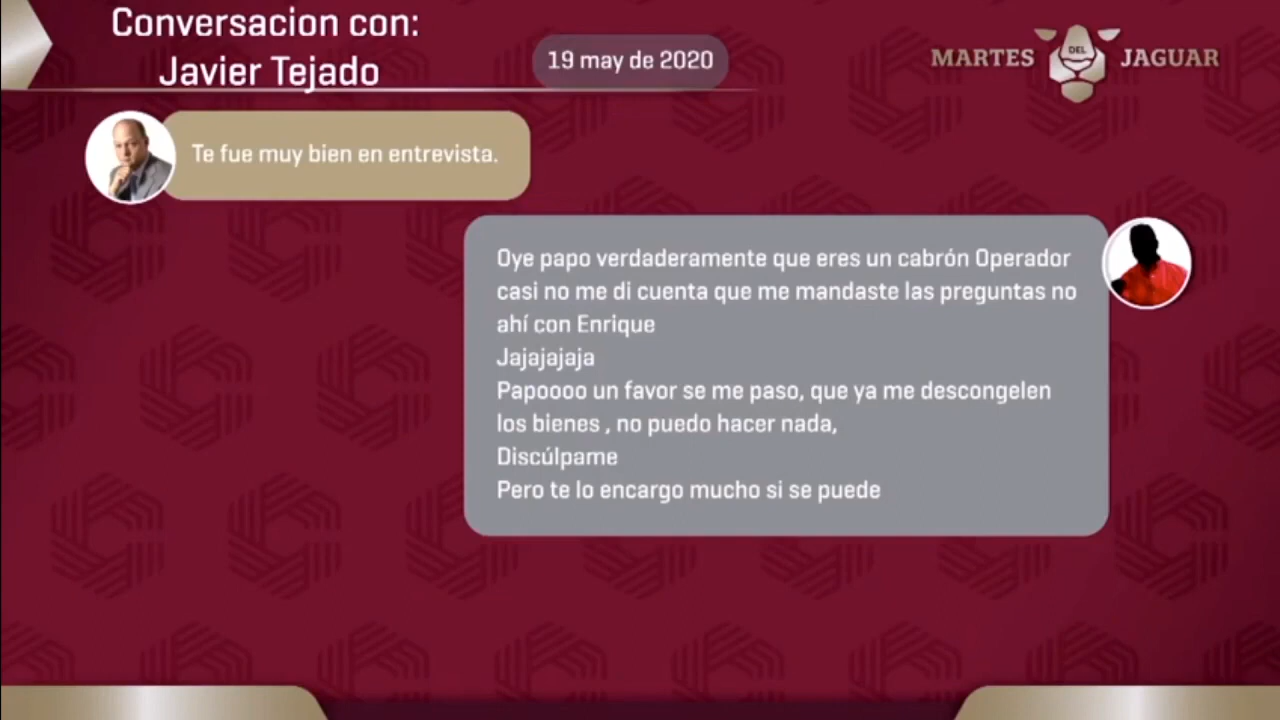 Conversacion con:
Javier Tejado
19 may de 2020
MARTES DEL JAGUAR
Te fue muy bien en entrevista.
Oye papo verdaderamente que eres un cabrón Operador
casi no me di cuenta que me mandaste las preguntas no
ahí con Enrique
Jajajajaja
Papoooo un favor se me paso, que ya me descongelen
los bienes , no puedo hacer nada,
Discúlpame
Pero te lo encargo mucho si se puede